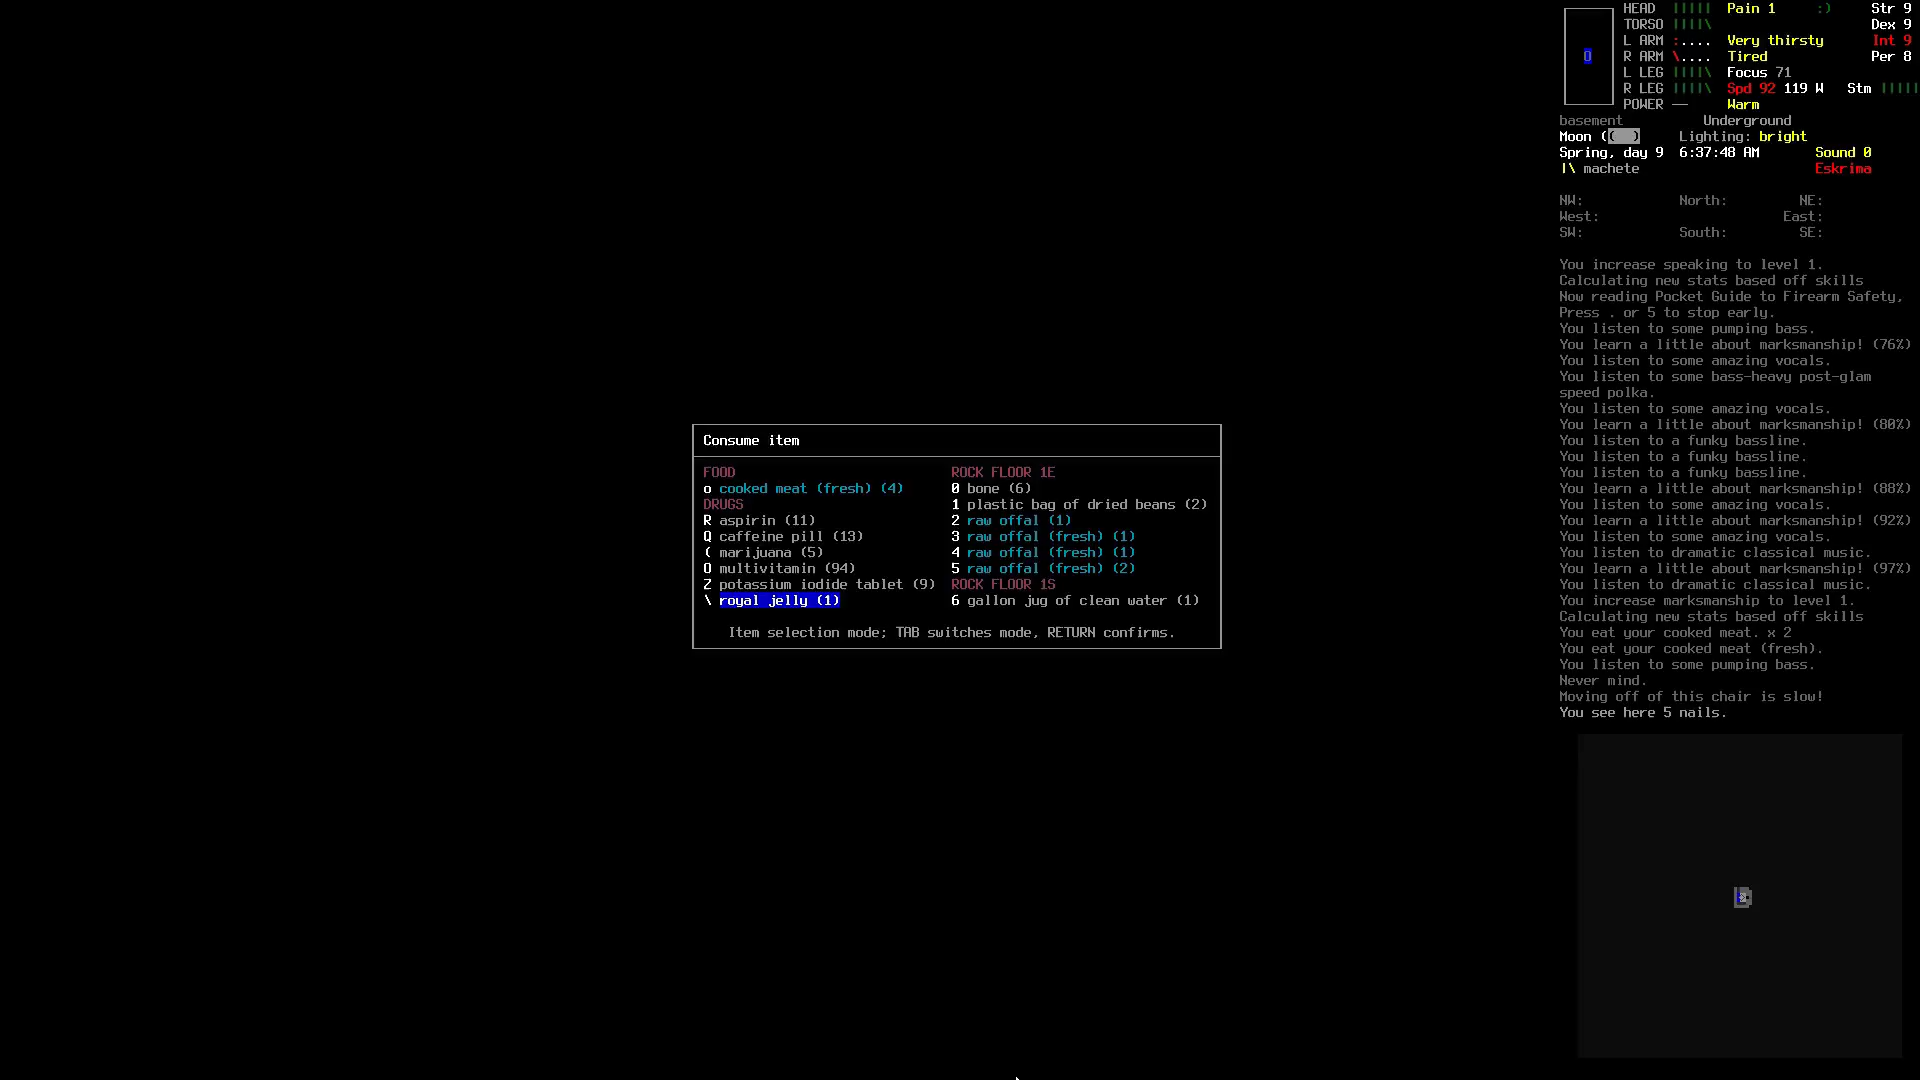 Consume item
FOOD
o cooked meat (fresh) (4)
DRUGS
R aspirin (11)
Q caffeine pill (13)
( marijuana (5)
O multivitamin (94)
Z potassium iodide tablet (9)
\ royal jelly (1)
ROCK FLOOR 1E
0 bone (6)
1 plastic bag of dried beans (2)
2 raw offal (1)
3 raw offal (fresh) (1)
4 raw offal (fresh) (1)
5 raw offal (fresh) (2)
ROCK FLOOR 1S
6 gallon jug of clean water (1)
Item selection mode; TAB switches mode, RETURN confirms.
0
HEAD ||||| Pain 1 :) Str 9
TORSO ||||\ Dex 9
L ARM :.... Very thirsty Int 9
R ARM \.... Tired Per 8
L LEG ||||\ Focus 71
R LEG ||||\ Spd 92 119 W Stm |||||
POWER -- Warm
basement Underground
Moon (( ) Lighting: bright
Spring, day 9 6:37:48 AM Sound 0
|\ machete Eskrima
NW: North: NE:
West: East:
SW: South: SE:
You increase speaking to level 1.
Calculating new stats based off skills
Now reading Pocket Guide to Firearm Safety,
Press . or 5 to stop early.
You listen to some pumping bass.
You learn a little about marksmanship! (76%)
You listen to some amazing vocals.
You listen to some bass-heavy post-glam
speed polka.
You listen to some amazing vocals.
You learn a little about marksmanship! (80%)
You listen to a funky bassline.
You listen to a funky bassline.
You listen to a funky bassline.
You learn a little about marksmanship! (88%)
You listen to some amazing vocals.
You learn a little about marksmanship! (92%)
You listen to some amazing vocals.
You listen to dramatic classical music.
You learn a little about marksmanship! (97%)
You listen to dramatic classical music.
You increase marksmanship to level 1.
Calculating new stats based off skills
You eat your cooked meat. x 2
You eat your cooked meat (fresh).
You listen to some pumping bass.
Never mind.
Moving off of this chair is slow!
You see here 5 nails.